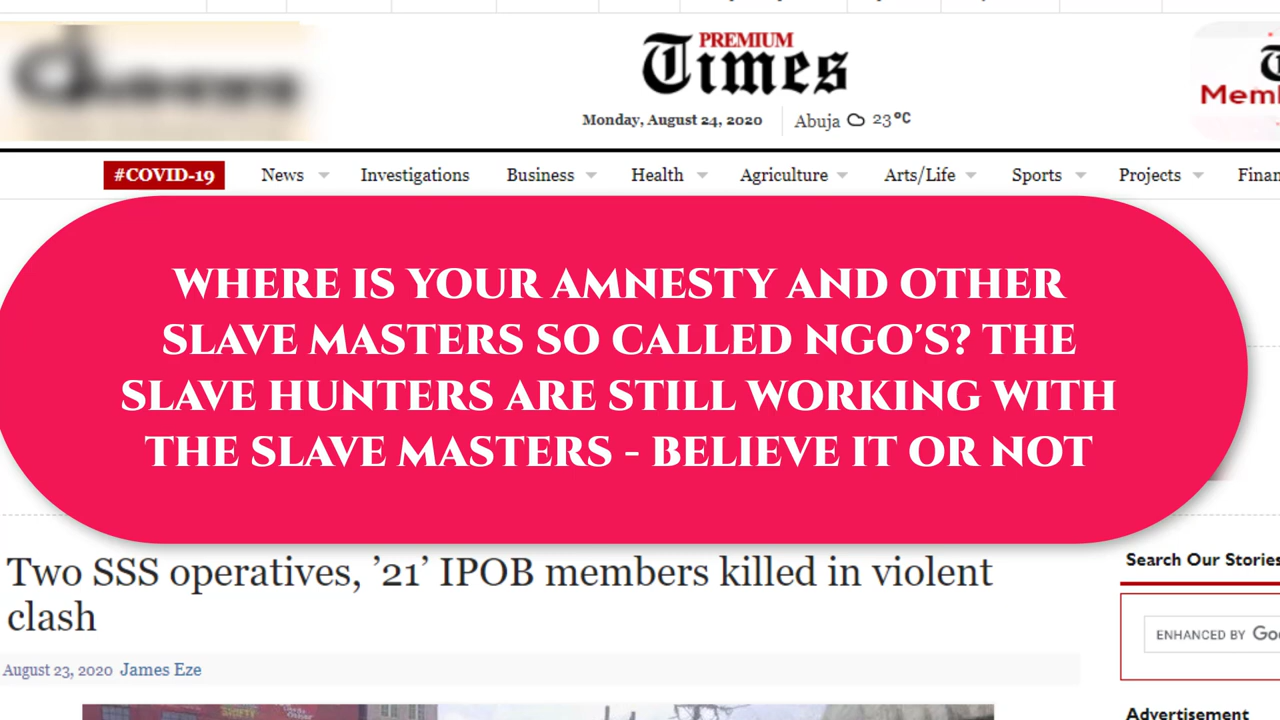 PREMIUM
Times
Monday, August 24, 2020 Abuja 23°C
#COVID-19 News Investigations Business Health Agriculture Arts/Life Sports Projects
WHERE IS YOUR AMNESTY AND OTHER
SLAVE MASTERS SO CALLED NGO'S? THE
SLAVE HUNTERS ARE STILL WORKING WITH
THE SLAVE MASTERS - BELIEVE IT OR NOT
Two SSS operatives, ’21’ IPOB members killed in violent
clash
August 23, 2020 James Eze
Search Our Stories
ENHANCED BY
Advertisement